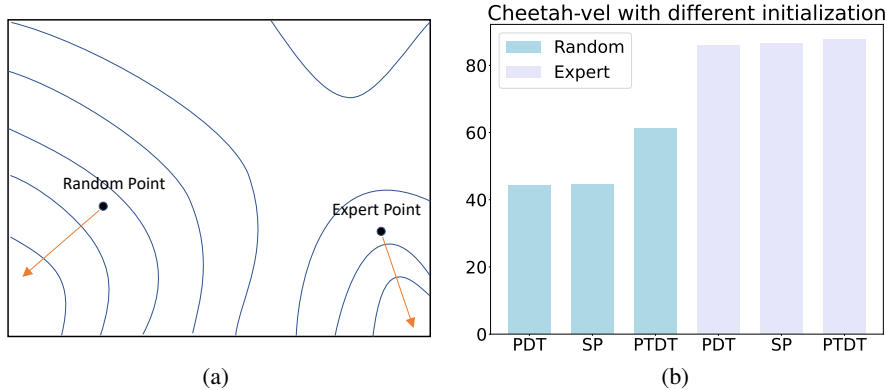 Random Point
Expert Point
(a)
Cheetah-vel with different initialization
Random
Expert
80
60
40
20
0
PDT SP PTDT PDT SP PTDT
(b)